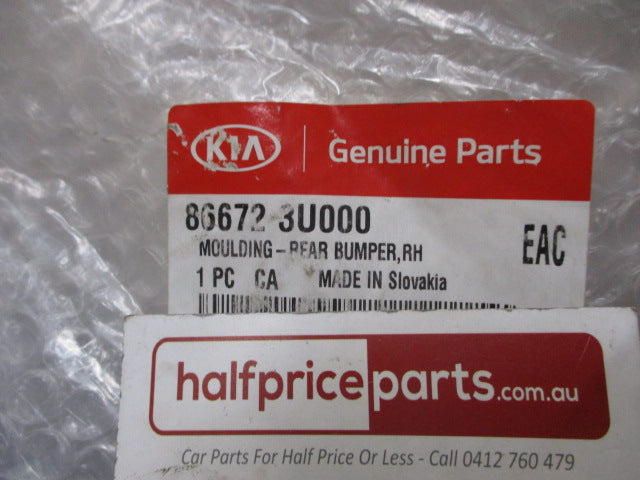 KIA Genuine Parts
86672-3U000
MOULDING-REAR BUMPER,RH
EAC
1 PC CA MADE IN Slovakia
halfpriceparts.com.au
Car Parts For Half Price Or Less - Call 0412 760 479